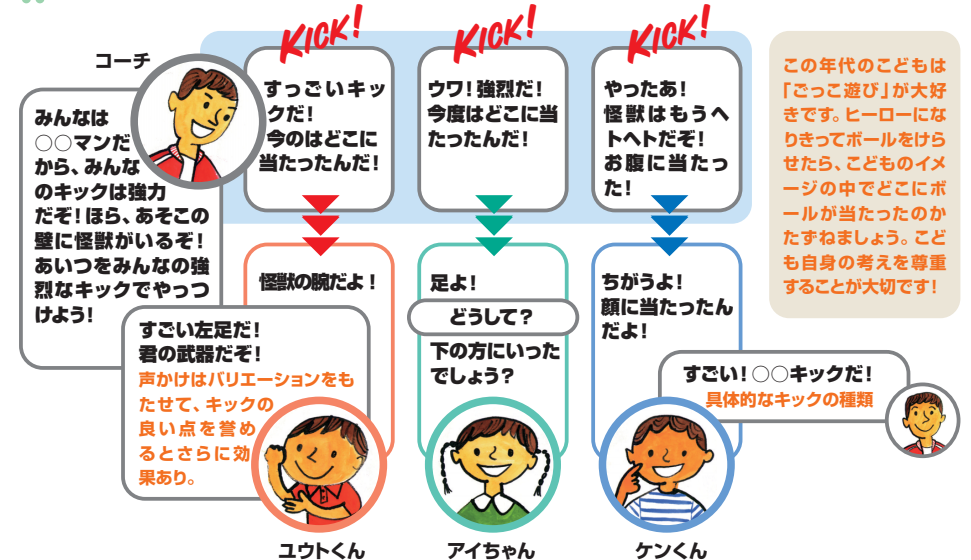 コーチ
みんなは
○○マンだ
から、みんな
のキックは強力
だぞ！ほら、あそこの
壁に怪獣がいるぞ！
あいつをみんなの強
烈なキックでやっつ
けよう！
KICK!
すっごいキッ
クだ！
今のはどこに
当たったんだ！
怪獣の腕だよ！
すごい左足だ！
君の武器だぞ！
声かけはバリエーションをも
たせて、キックの
良い点を誉め
るとさらに効
果あり。
ユウトくん
KICK!
ウワ！強烈だ！
今度はどこに当
たったんだ！
足よ！
どうして？
下の方にいった
でしょう？
アイちゃん
KICK!
やったあ！
怪獣はもうヘ
トヘトだぞ！
お腹に当たっ
た！
ちがうよ！
顔に当たったん
だよ！
すごい！○○キックだ！
具体的なキックの種類
ケンくん
この年代のこどもは
「ごっこ遊び」が大好
きです。ヒーローにな
りきってボールをけら
せたら、こどものイメ
ージの中でどこにボ
ールが当たったのか
たずねましょう。こど
も自身の考えを尊重
することが大切です！